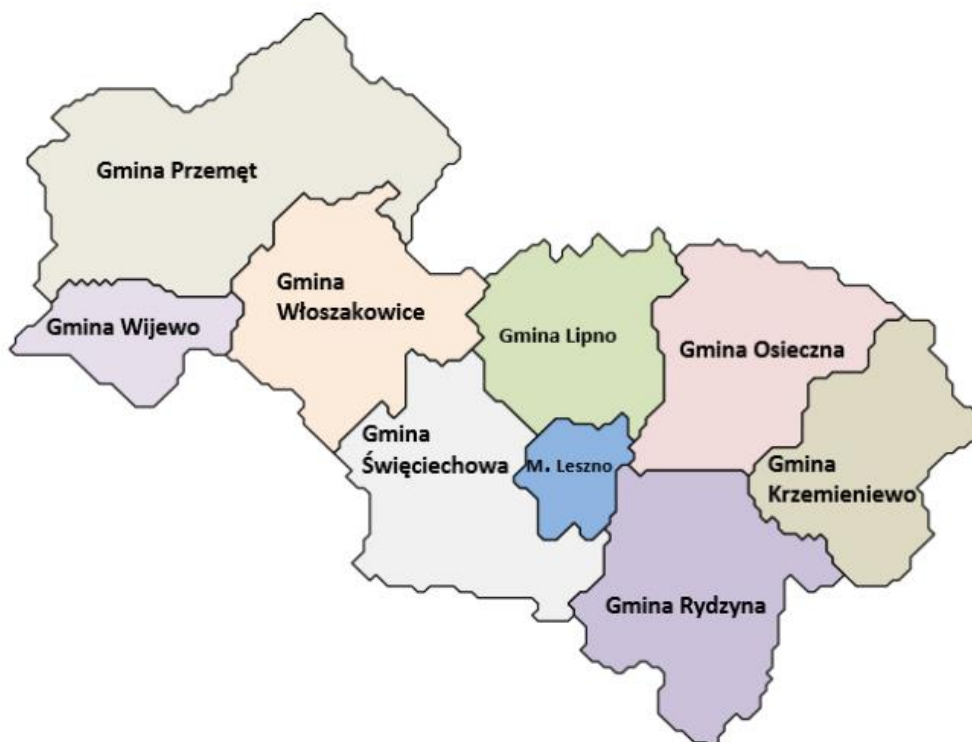 Gmina Przemęt
Gmina
Włoszakowice
Gmina Wijewo
Gmina Lipno
Gmina Osieczna
Gmina
Święciechowa
M. Leszno
Gmina
Krzemieniewo
Gmina Rydzyna